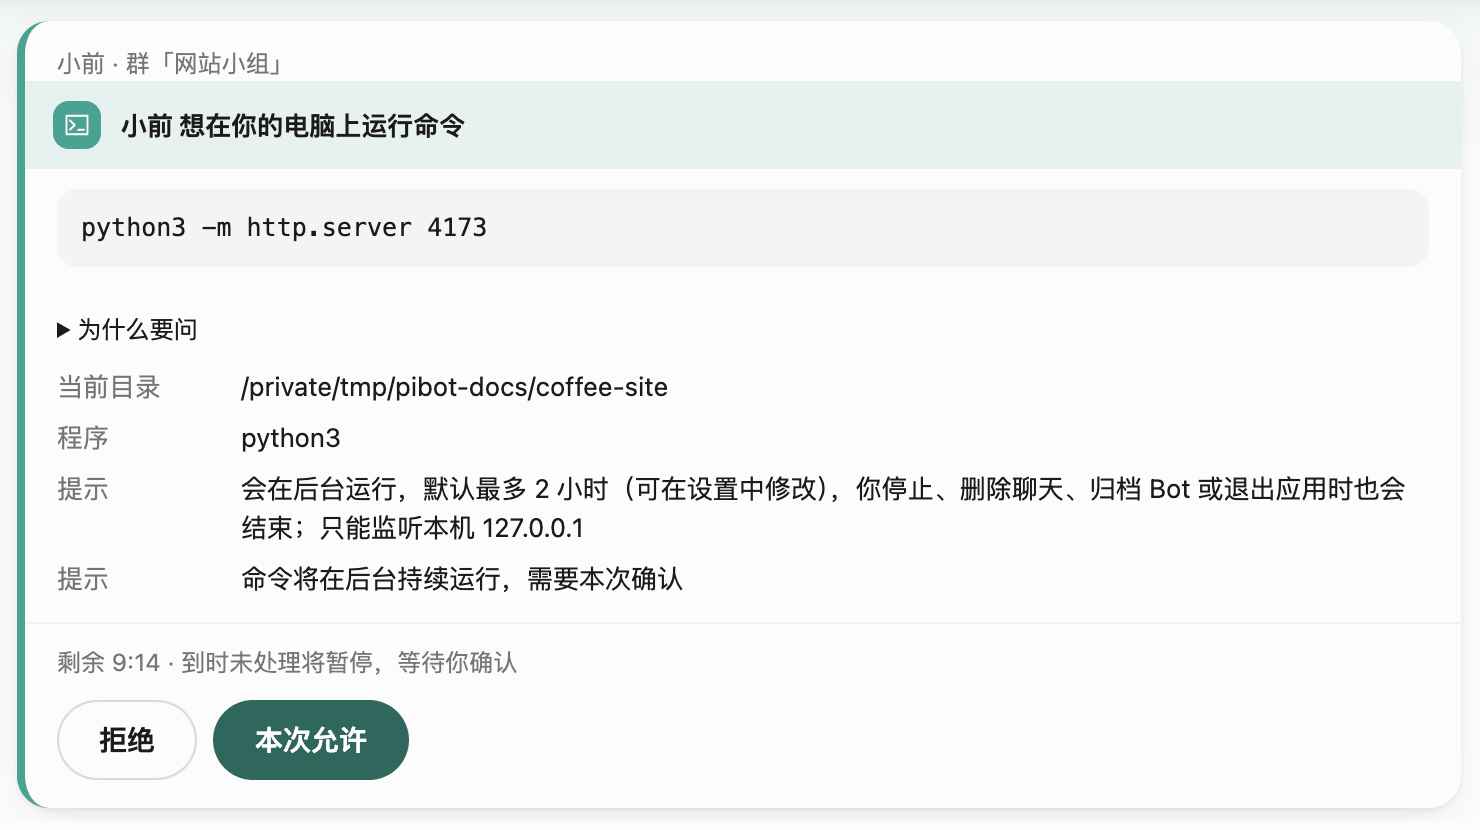 小前 · 群「网站小组」
小前 想在你的电脑上运行命令
python3 -m http.server 4173
▶ 为什么要问
当前目录 /private/tmp/pibot-docs/coffee-site
程序 python3
提示 会在后台运行，默认最多 2 小时（可在设置中修改），你停止、删除聊天、归档 Bot 或退出应用时也会
结束；只能监听本机 127.0.0.1
提示 命令将在后台持续运行，需要本次确认
剩余 9:14 · 到时未处理将暂停，等待你确认
拒绝 本次允许